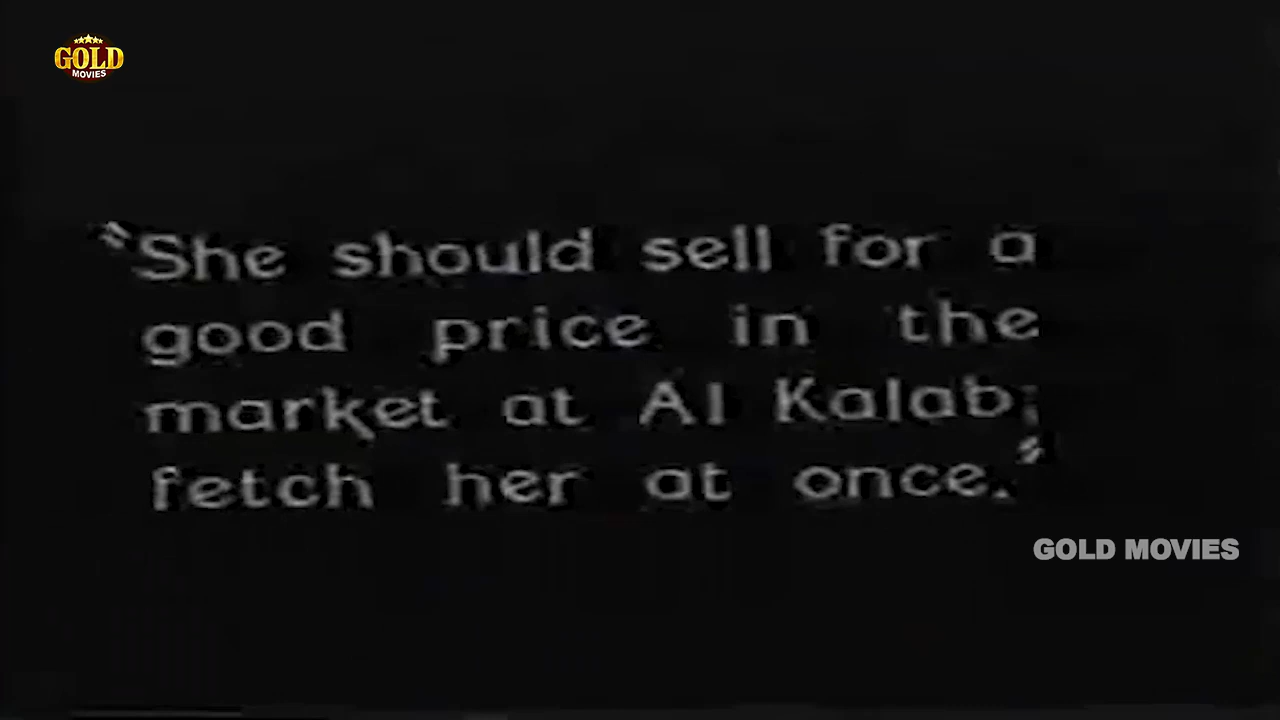 GOLD
MOVIES
"She should sell for a
good price in the
market at Al Kalab;
fetch her at once."
GOLD MOVIES